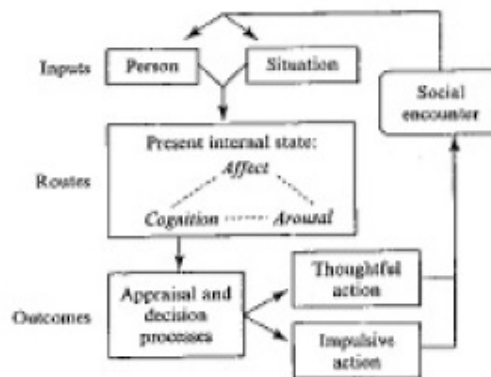 Inputs
Person
Situation
Social
encounter
Routes
Present internal state:
Affect
Cognition
Arousal
Outcomes
Appraisal and
decision
processes
Thoughtful
action
Impulsive
action